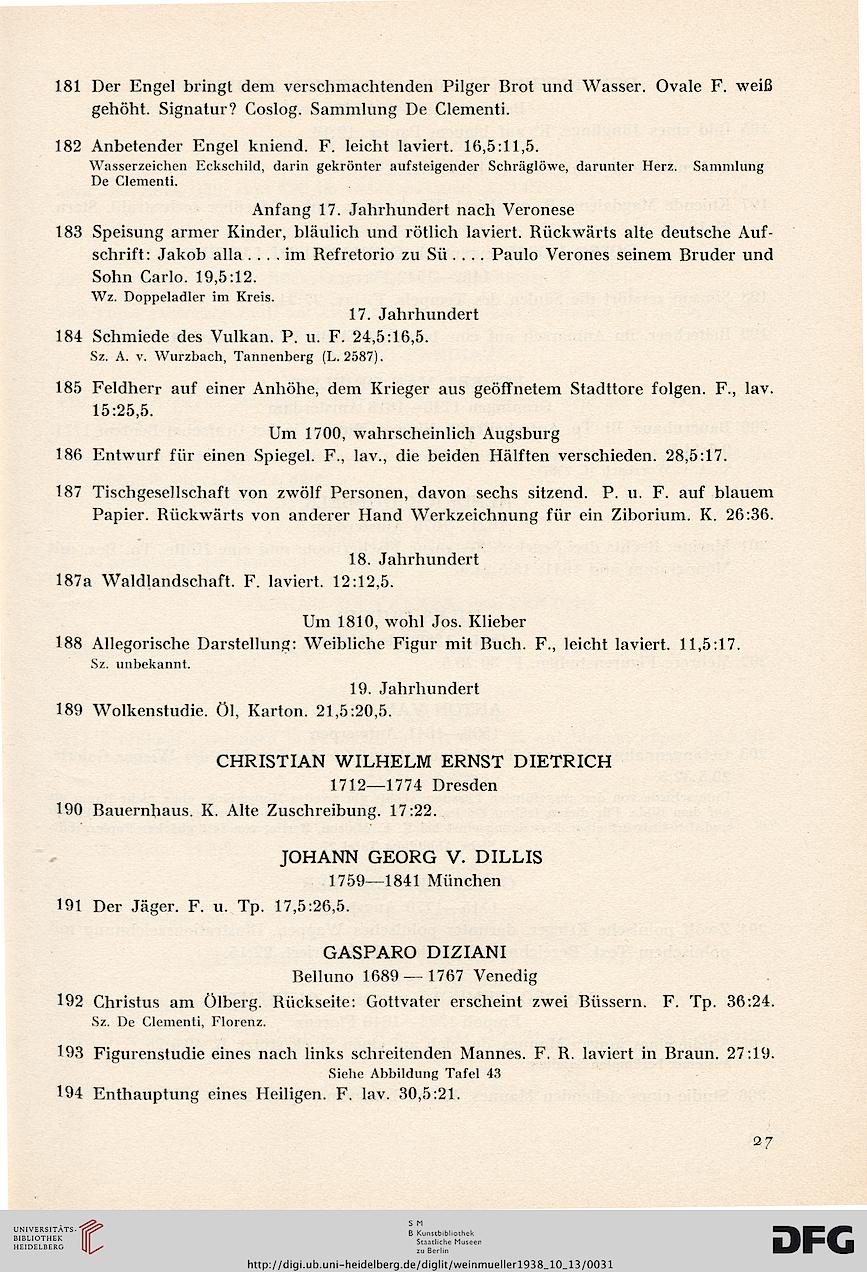 181 Der Engel bringt dem verschmachtenden Pilger Brot und Wasser. Ovale F. weiß
gehöht. Signatur? Coslog. Sammlung De Clementi.
182 Anbetender Engel kniend. F. leicht laviert. 16,5:11,5.
Wasserzeichen Eckschild, darin gekrönter aufsteigender Schräglöwe, darunter Herz. Sammlung
De Clementi.
Anfang 17. Jahrhundert nach Veronese
183 Speisung armer Kinder, bläulich und rötlich laviert. Rückwärts alte deutsche Auf-
schrift: Jakob alla .... im Refretorio zu Sü .... Paulo Verones seinem Bruder und
Sohn Carlo. 19,5:12.
Wz. Doppeladler im Kreis.
17. Jahrhundert
184 Schmiede des Vulkan. P. u. F. 24,5:16,5.
Sz. A. v. Wurzbach, Tannenberg (L. 2587).
185 Feldherr auf einer Anhöhe, dem Krieger aus geöffnetem Stadttore folgen. F., lav.
15:25,5.
Um 1700, wahrscheinlich Augsburg
186 Entwurf für einen Spiegel. F., lav., die beiden Hälften verschieden. 28,5:17.
187 Tischgesellschaft von zwölf Personen, davon sechs sitzend. P. u. F. auf blauem
Papier. Rückwärts von anderer Hand Werkzeichnung für ein Ziborium. K. 26:36.
18. Jahrhundert
187a Waldlandschaft. F. laviert. 12:12,5.
Um 1810, wohl Jos. Klieber
188 Allegorische Darstellung: Weibliche Figur mit Buch. F., leicht laviert. 11,5:17.
Sz. unbekannt.
19. Jahrhundert
189 Wolkenstudie. Öl, Karton. 21,5:20,5.
CHRISTIAN WILHELM ERNST DIETRICH
1712—1774 Dresden
190 Bauernhaus. K. Alte Zuschreibung. 17:22.
JOHANN GEORG V. DILLIS
1759—1841 München
191 Der Jäger. F. u. Tp. 17,5:26,5.
GASPARO DIZIANI
Belluno 1689 — 1767 Venedig
192 Christus am Ölberg. Rückseite: Gottvater erscheint zwei Büssern. F. Tp. 36:24.
Sz. De Clementi, Florenz.
193 Figurenstudie eines nach links schreitenden Mannes. F. R. laviert in Braun. 27:19.
Siehe Abbildung Tafel 43
194 Enthauptung eines Heiligen. F. lav. 30,5:21.
27
UNIVERSITÄTS-
BIBLIOTHEK
HEIDELBERG
S M
B Kunstbibliothek
Staatliche Museen
zu Berlin
DFG
http://digi.ub.uni-heidelberg.de/diglit/weinmueller1938_10_13/0031